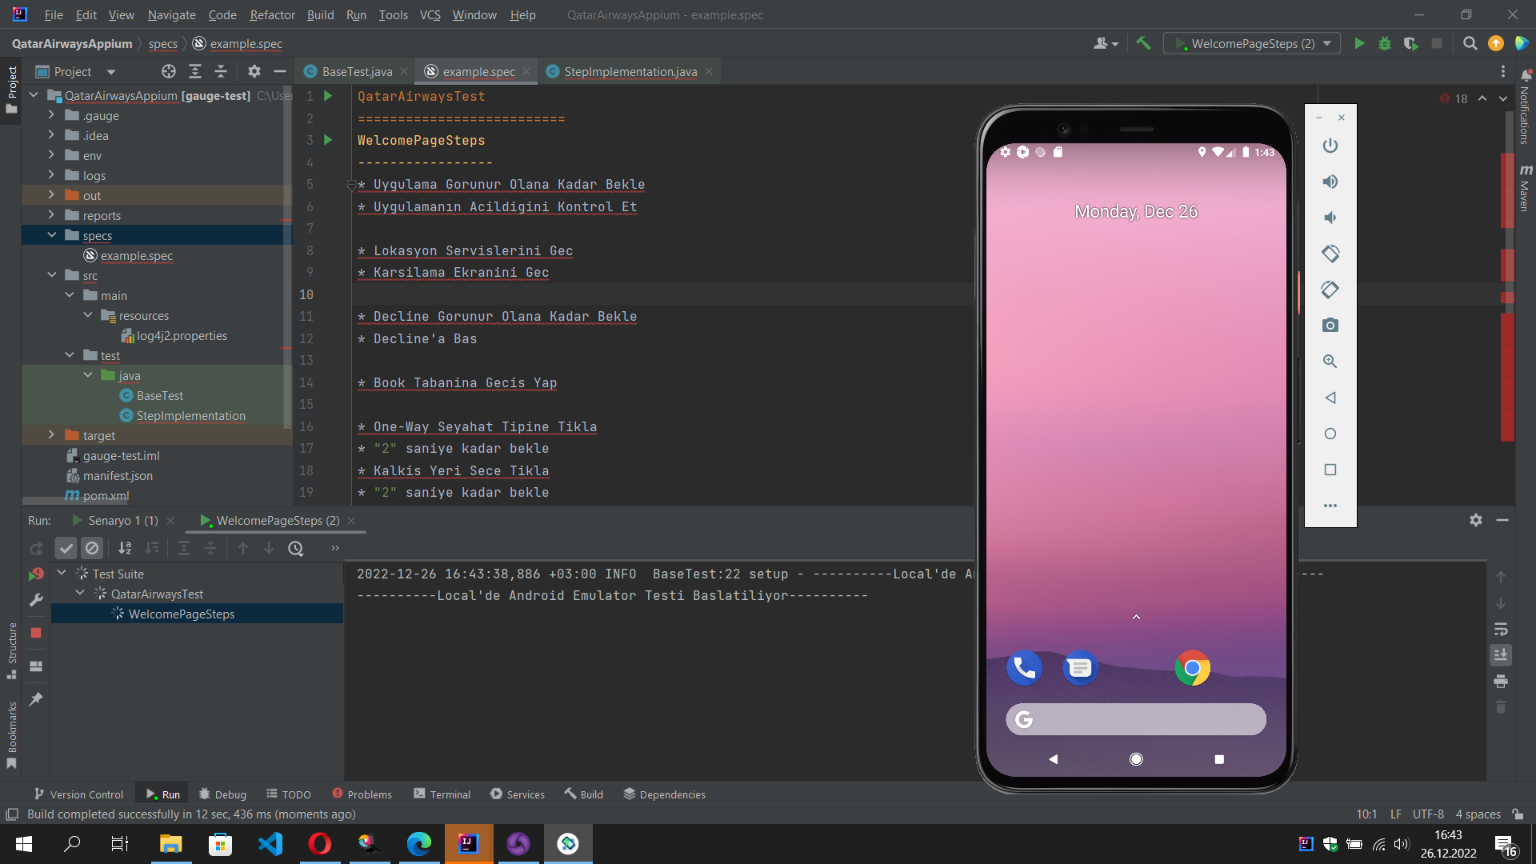 File Edit View Navigate Code Refactor Build Run Tools VCS Window Help QatarAirwaysAppium - example.spec
QatarAirwaysAppium specs example.spec WelcomePageSteps (2)
Project
BaseTest.java example.spec StepImplementation.java
Project
QatarAirwaysAppium [gauge-test]
.gauge
.idea
env
logs
out
reports
specs
example.spec
src
main
resources
log4j2.properties
test
java
BaseTest
StepImplementation
target
gauge-test.iml
manifest.json
pom.xml
1 QatarAirwaysTest
2 ==========================
3 WelcomePageSteps
4 -----------------
5 * Uygulama Gorunur Olana Kadar Bekle
6 * Uygulamanın Acildigini Kontrol Et
7
8 * Lokasyon Servislerini Gec
9 * Karsilama Ekranini Gec
10
11 * Decline Gorunur Olana Kadar Bekle
12 * Decline'a Bas
13
14 * Book Tabanina Gecis Yap
15
16 * One-Way Seyahat Tipine Tikla
17 * "2" saniye kadar bekle
18 * Kalkis Yeri Sece Tikla
19 * "2" saniye kadar bekle
18
Notifications
Maven
1:43
Monday, Dec 26
Run: Senaryo 1 (1) WelcomePageSteps (2)
Test Suite
QatarAirwaysTest
WelcomePageSteps
2022-12-26 16:43:38,886 +03:00 INFO BaseTest:22 setup - ----------Local'de
----------Local'de Android Emulator Testi Baslatiliyor----------
Structure
Bookmarks
Version Control Run Debug TODO Problems Terminal Services Build Dependencies
Build completed successfully in 12 sec, 436 ms (moments ago) 10:1 LF UTF-8 4 spaces
16:43
26.12.2022
16